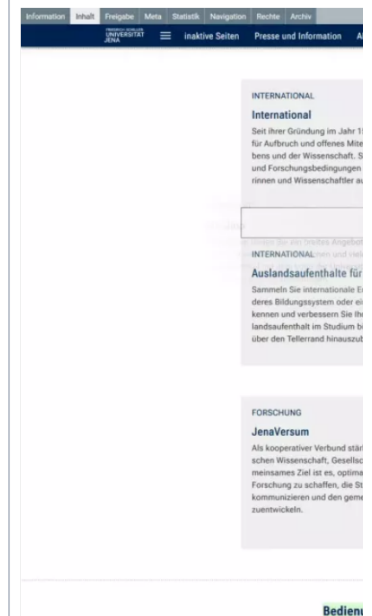 Information Inhalt Freigabe Meta Statistik Navigation Rechte Archiv
UNIVERSITÄT
JENA
inaktive Seiten Presse und Information
INTERNATIONAL
International
Seit ihrer Gründung im Jahr 15
für Aufbruch und offenes Mite
bens und der Wissenschaft. S
und Forschungsbedingungen
rinnen und Wissenschaftler au
INTERNATIONAL
Auslandsaufenthalte für
Sammeln Sie internationale E
deres Bildungssystem oder ei
kennen und verbessern Sie Ih
landsaufenthalt im Studium bi
über den Tellerrand hinauszub
FORSCHUNG
JenaVersum
Als kooperativer Verbund stär
schen Wissenschaft, Gesellsc
meinsames Ziel ist es, optima
Forschung zu schaffen, die St
kommunizieren und den geme
zuentwickeln.
Bedienu